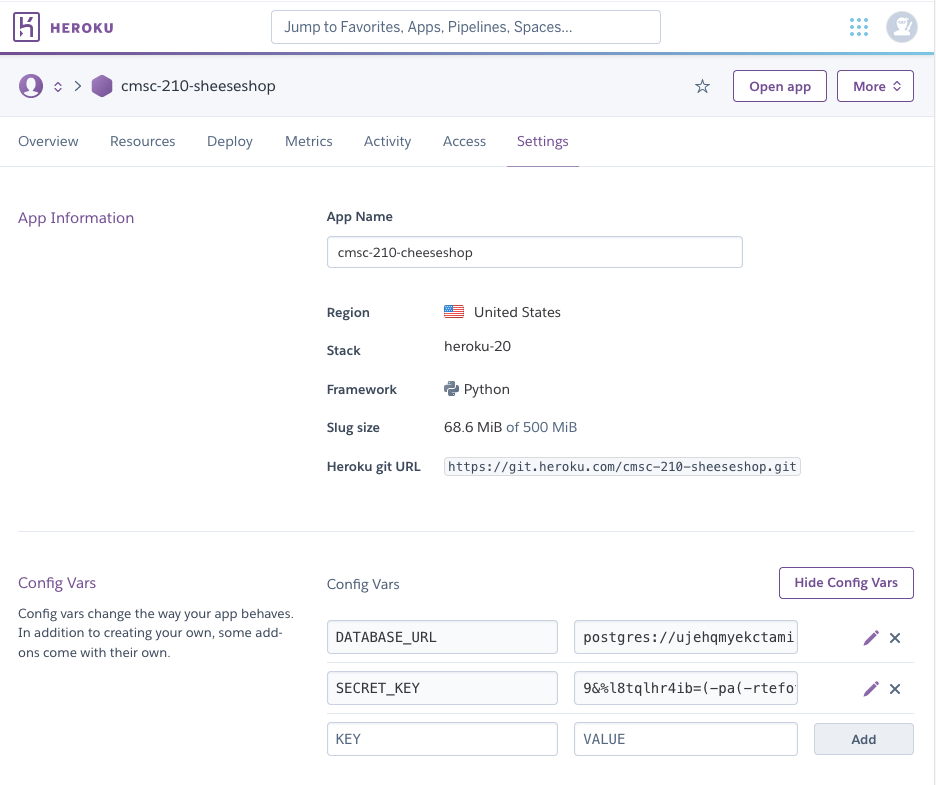 HEROKU
Jump to Favorites, Apps, Pipelines, Spaces...
cmsc-210-sheeseshop
Open app
More
Overview Resources Deploy Metrics Activity Access Settings
App Information
App Name
cmsc-210-cheeseshop
Region United States
Stack heroku-20
Framework Python
Slug size 68.6 MiB of 500 MiB
Heroku git URL https://git.heroku.com/cmsc-210-sheeseshop.git
Config Vars
Config vars change the way your app behaves.
In addition to creating your own, some add-
ons come with their own.
Config Vars
Hide Config Vars
DATABASE_URL postgres://ujehqmyekctami
SECRET_KEY 9&%l8tqlhr4ib=(-pa(-rtefo
KEY VALUE Add